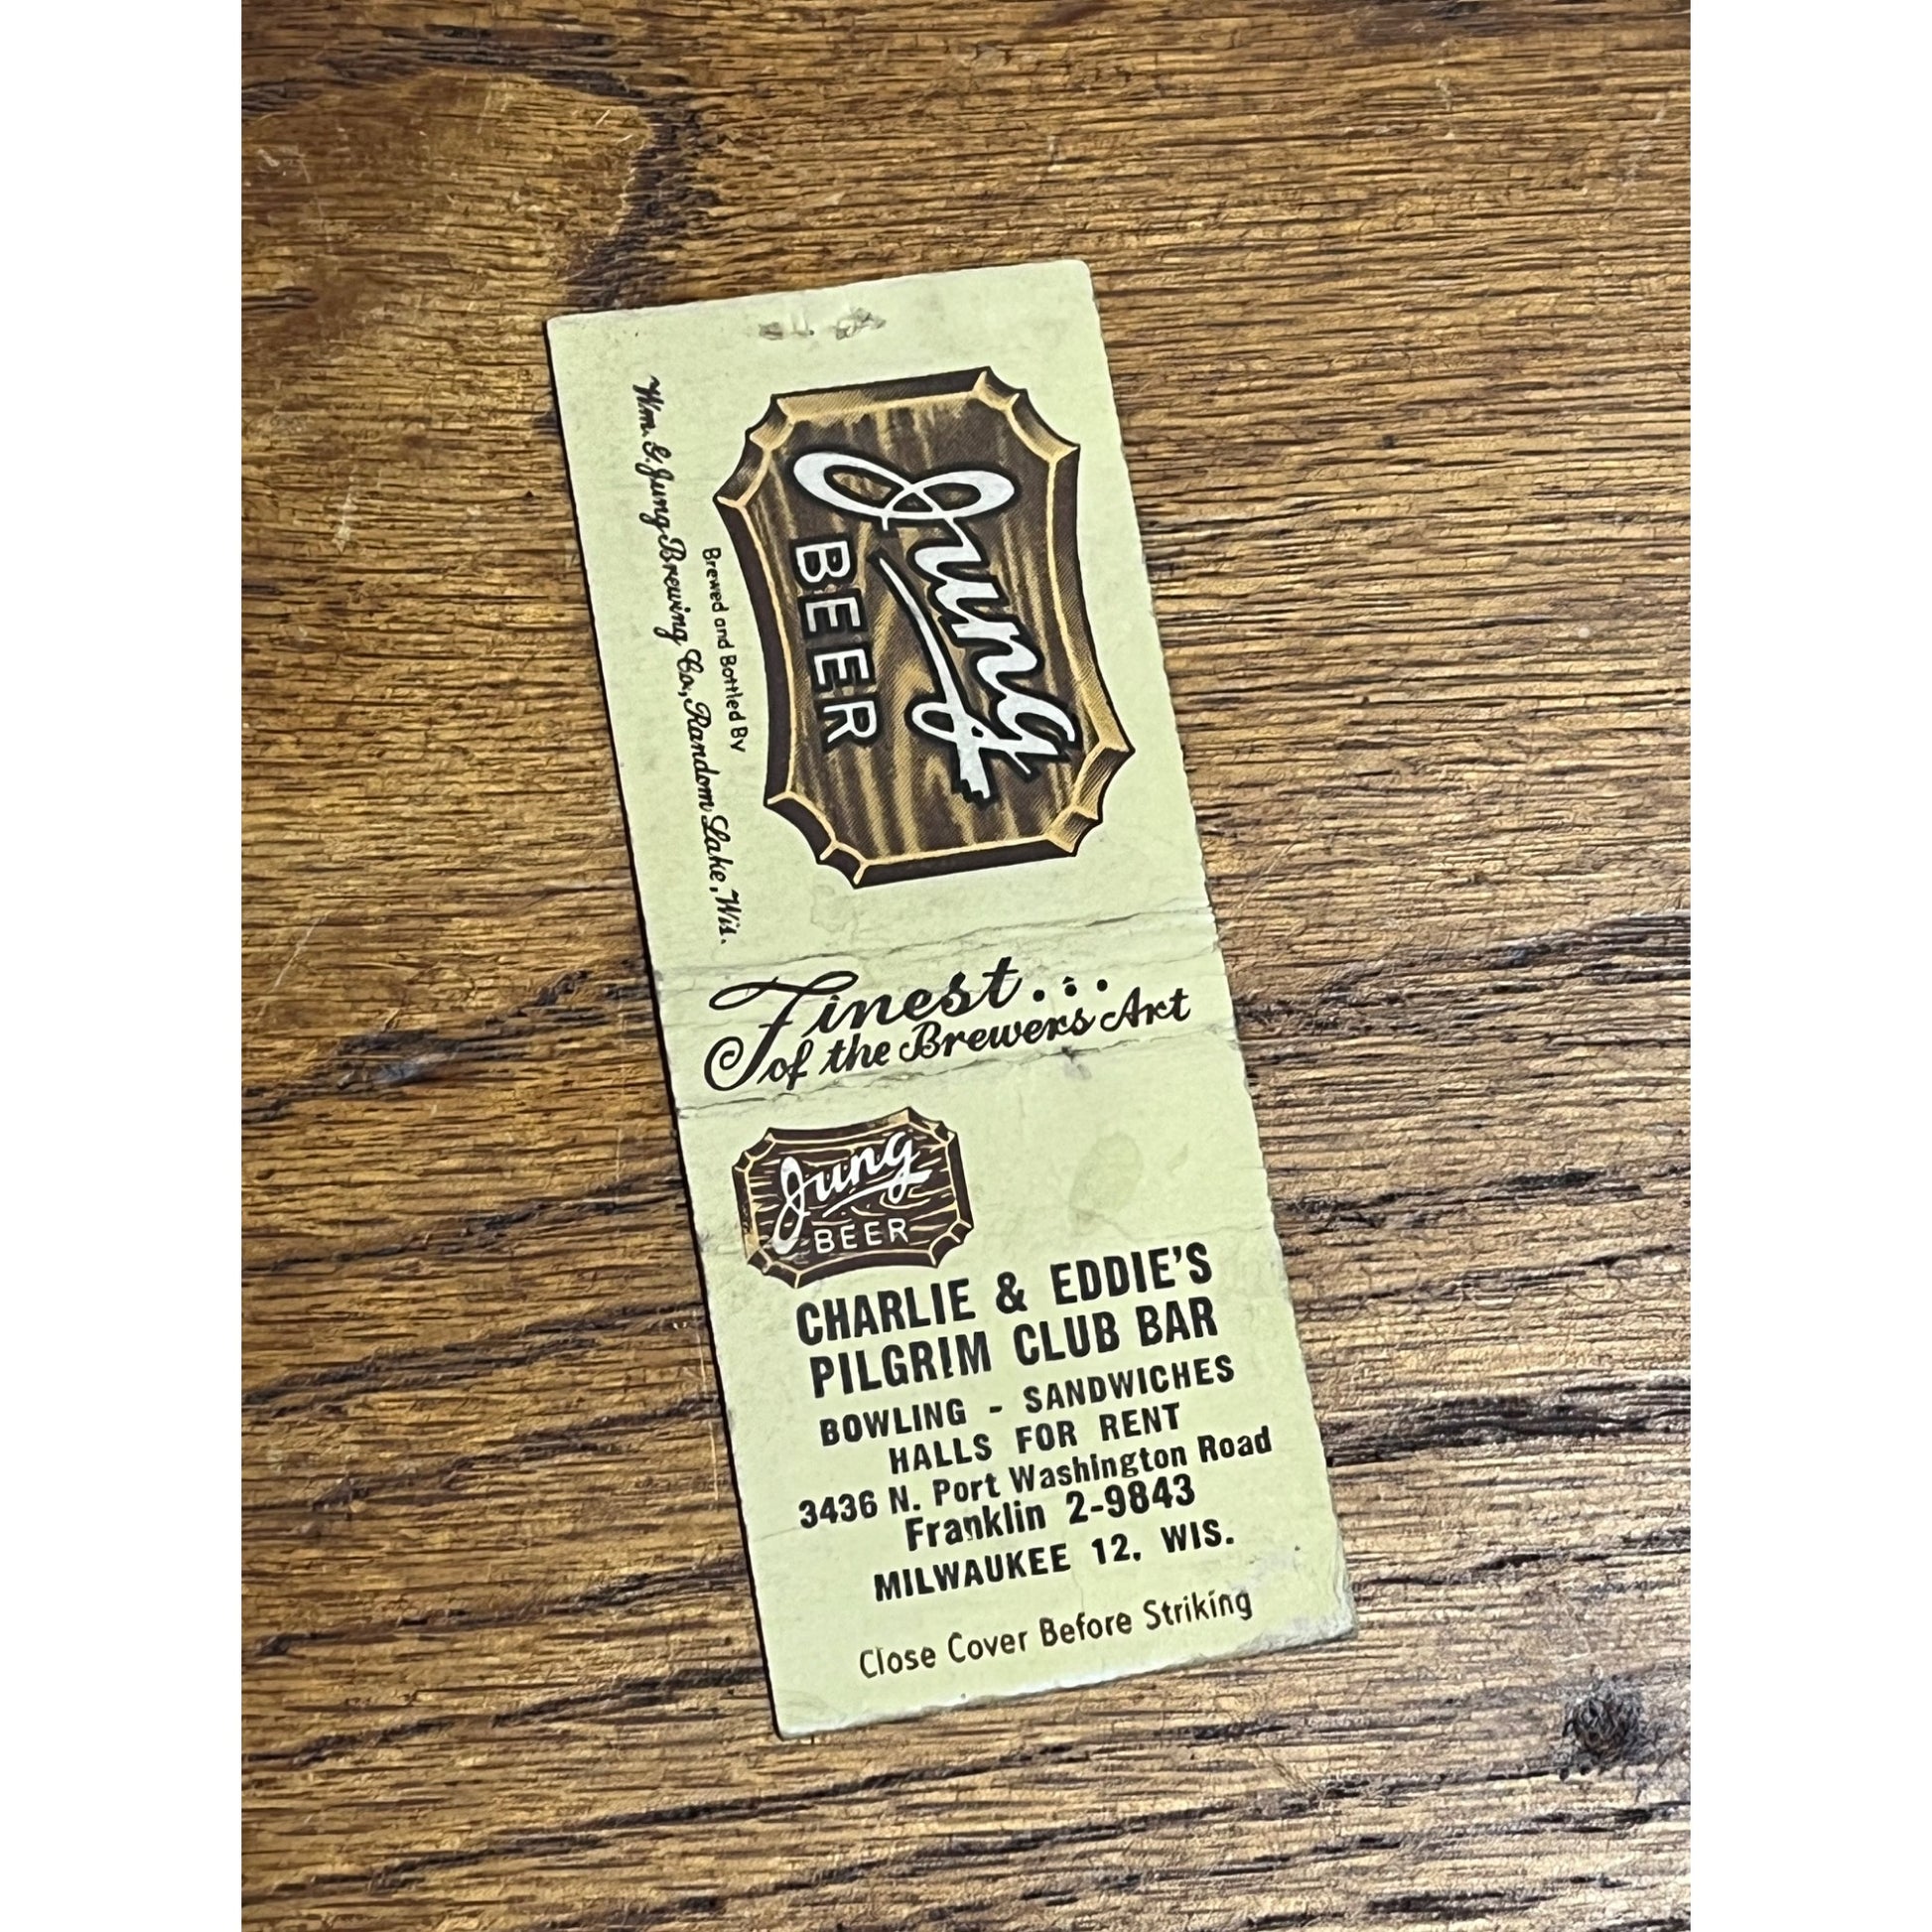 Jung
BEER
Brewed and Bottled By
Wm. G. Jung Brewing Co., Random Lake, Wis.
Finest...
of the Brewers Art
Jung
BEER
CHARLIE & EDDIE'S
PILGRIM CLUB BAR
BOWLING - SANDWICHES
HALLS FOR RENT
3436 N. Port Washington Road
Franklin 2-9843
MILWAUKEE 12, WIS.
Close Cover Before Striking